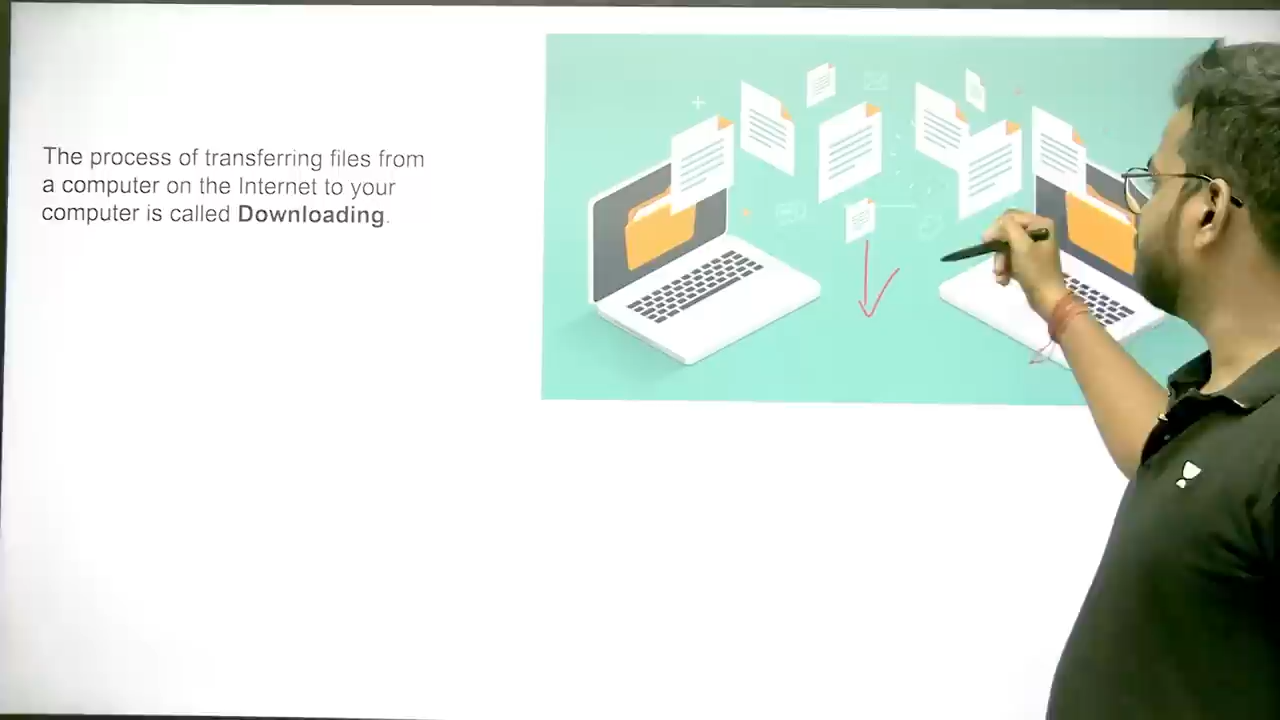 The process of transferring files from
a computer on the Internet to your
computer is called Downloading.